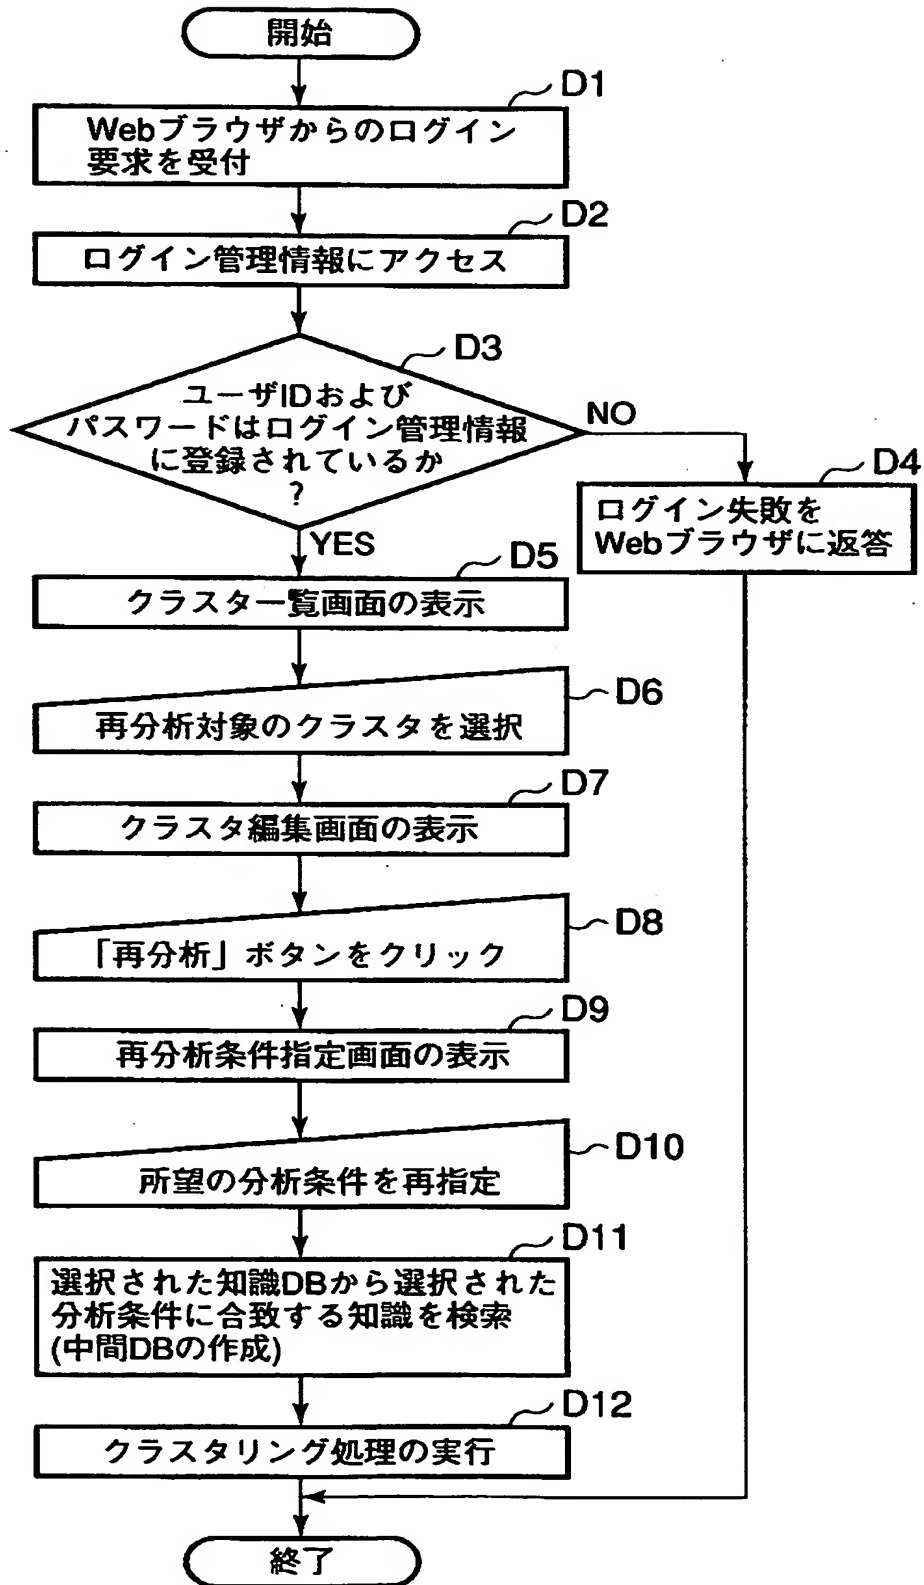 開始
D1
Webブラウザからのログイン
要求を受付
D2
ログイン管理情報にアクセス
D3
ユーザIDおよび
パスワードはログイン管理情報
に登録されているか
?
NO
D4
ログイン失敗を
Webブラウザに返答
YES
D5
クラスタ一覧画面の表示
D6
再分析対象のクラスタを選択
D7
クラスタ編集画面の表示
D8
「再分析」ボタンをクリック
D9
再分析条件指定画面の表示
D10
所望の分析条件を再指定
D11
選択された知識DBから選択された
分析条件に合致する知識を検索
(中間DBの作成)
D12
クラスタリング処理の実行
終了